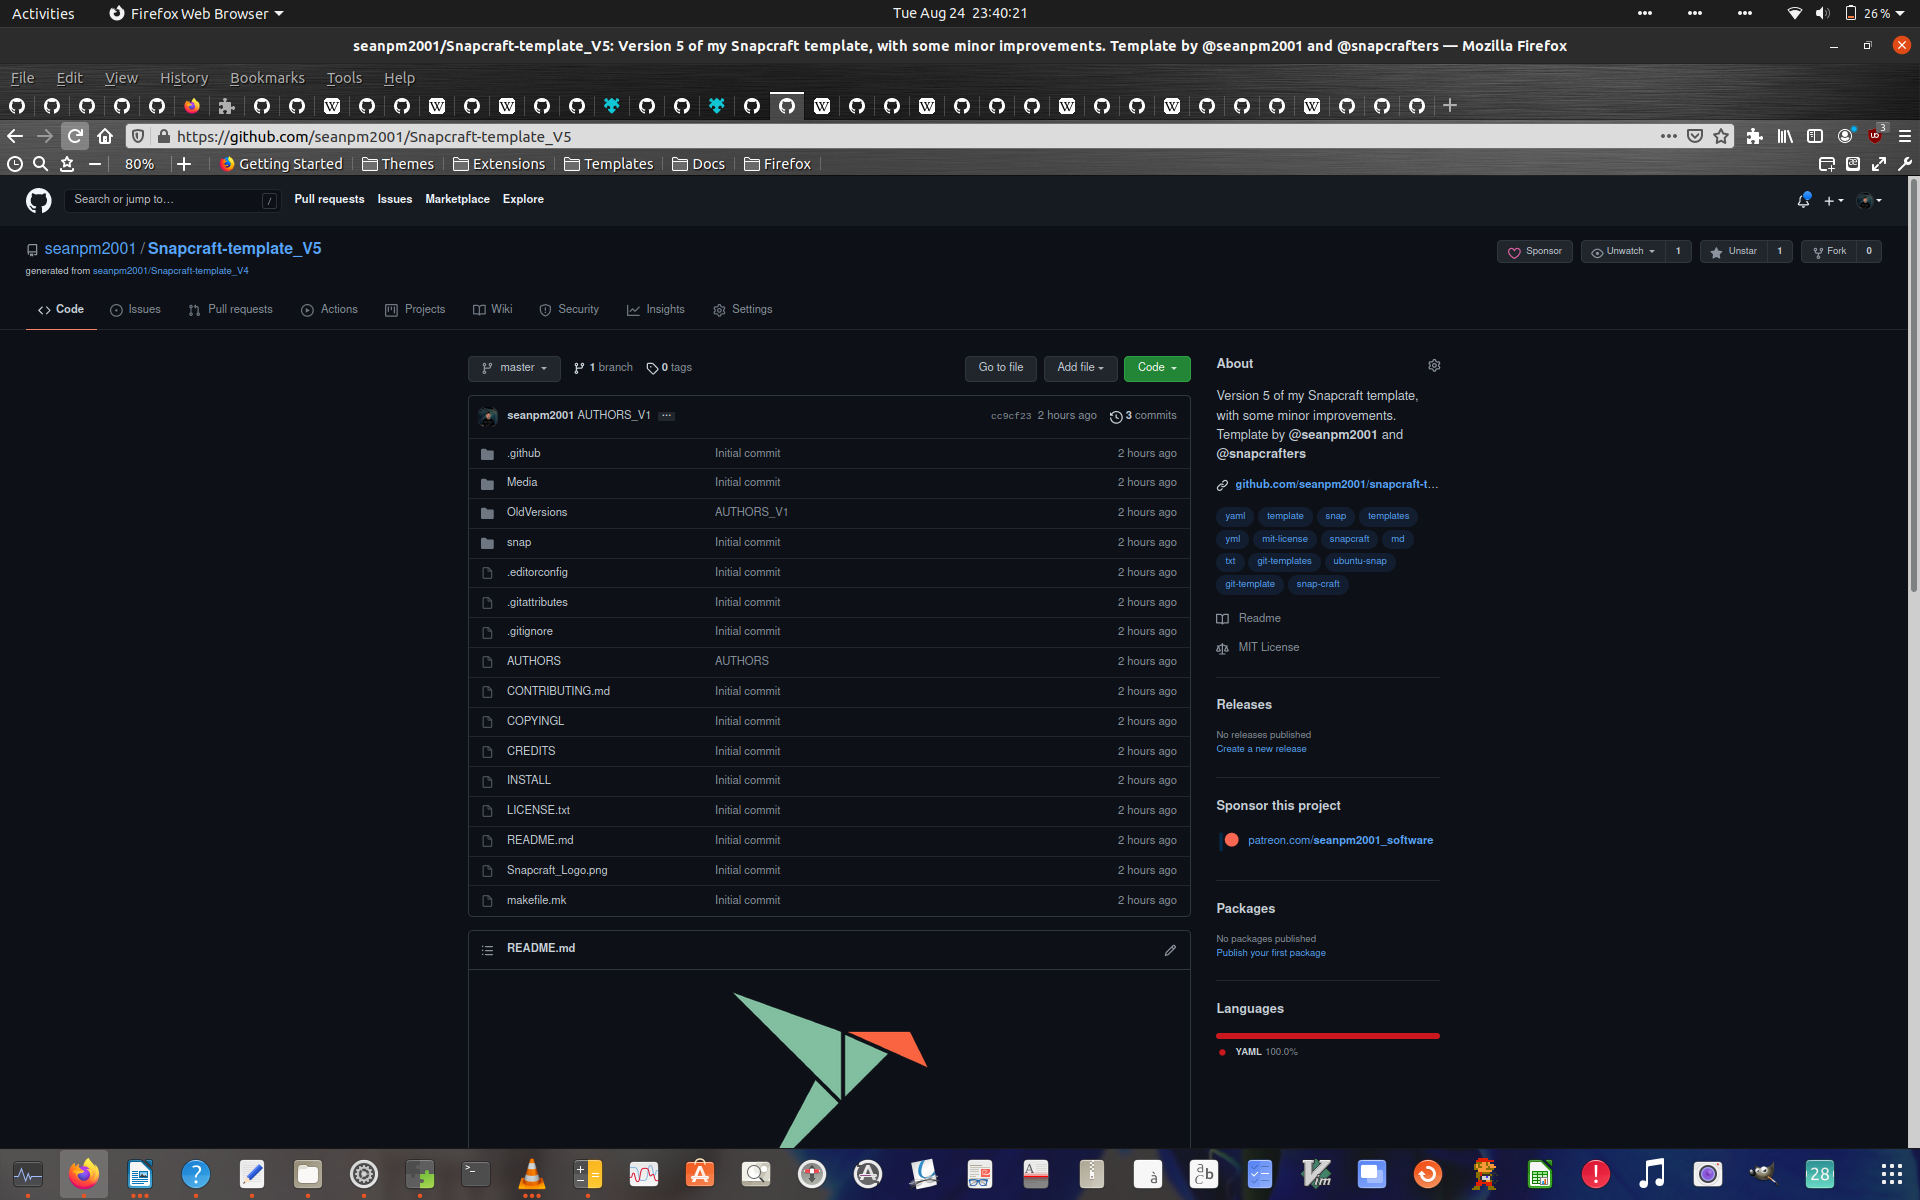 Activities
Firefox Web Browser
Tue Aug 24 23:40:21
26 %
seanpm2001/Snapcraft-template_V5: Version 5 of my Snapcraft template, with some minor improvements. Template by @seanpm2001 and @snapcrafters — Mozilla Firefox
File Edit View History Bookmarks Tools Help
https://github.com/seanpm2001/Snapcraft-template_V5
3
80%
Getting Started
Themes
Extensions
Templates
Docs
Firefox
Search or jump to…
/
Pull requests Issues Marketplace Explore
seanpm2001 / Snapcraft-template_V5
Sponsor
Unwatch 1
Unstar 1
Fork 0
generated from seanpm2001/Snapcraft-template_V4
Code
Issues
Pull requests
Actions
Projects
Wiki
Security
Insights
Settings
master
1 branch
0 tags
Go to file
Add file
Code
seanpm2001 AUTHORS_V1 ...
cc9cf23 2 hours ago
3 commits
.github Initial commit 2 hours ago
Media Initial commit 2 hours ago
OldVersions AUTHORS_V1 2 hours ago
snap Initial commit 2 hours ago
.editorconfig Initial commit 2 hours ago
.gitattributes Initial commit 2 hours ago
.gitignore Initial commit 2 hours ago
AUTHORS AUTHORS 2 hours ago
CONTRIBUTING.md Initial commit 2 hours ago
COPYINGL Initial commit 2 hours ago
CREDITS Initial commit 2 hours ago
INSTALL Initial commit 2 hours ago
LICENSE.txt Initial commit 2 hours ago
README.md Initial commit 2 hours ago
Snapcraft_Logo.png Initial commit 2 hours ago
makefile.mk Initial commit 2 hours ago
README.md
About
Version 5 of my Snapcraft template,
with some minor improvements.
Template by @seanpm2001 and
@snapcrafters
github.com/seanpm2001/snapcraft-t…
yaml template snap templates
yml mit-license snapcraft md
txt git-templates ubuntu-snap
git-template snap-craft
Readme
MIT License
Releases
No releases published
Create a new release
Sponsor this project
patreon.com/seanpm2001_software
Packages
No packages published
Publish your first package
Languages
YAML 100.0%
28